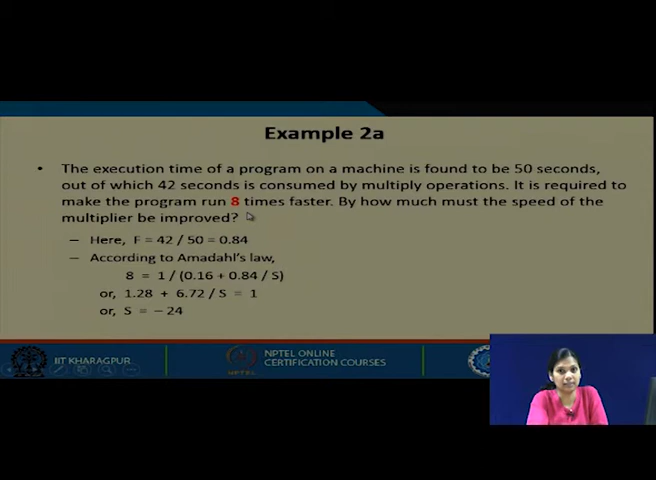 Example 2a
• The execution time of a program on a machine is found to be 50 seconds,
out of which 42 seconds is consumed by multiply operations. It is required to
make the program run 8 times faster. By how much must the speed of the
multiplier be improved?
– Here, F = 42 / 50 = 0.84
– According to Amadahl's law,
8 = 1 / (0.16 + 0.84 / S)
or, 1.28 + 6.72 / S = 1
or, S = – 24
IIT KHARAGPUR
NPTEL
NPTEL ONLINE
CERTIFICATION COURSES